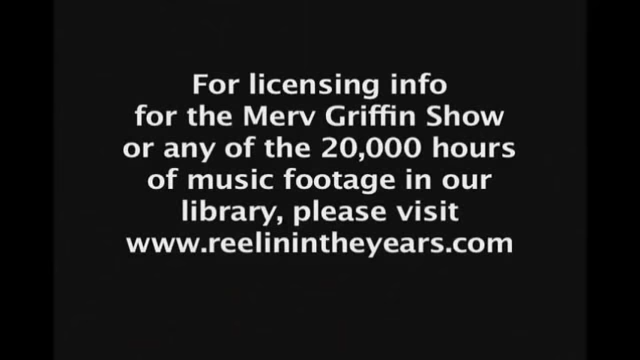 For licensing info
for the Merv Griffin Show
or any of the 20,000 hours
of music footage in our
library, please visit
www.reelinintheyears.com